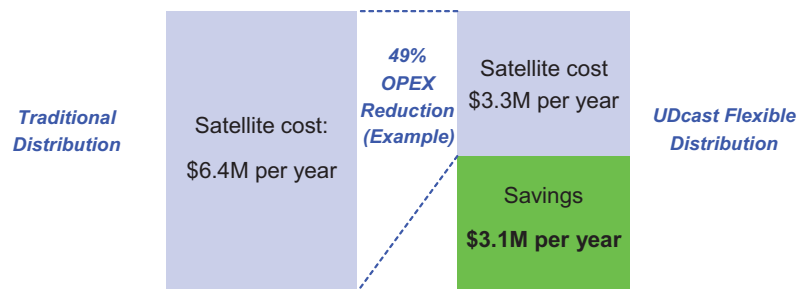 Traditional
Distribution
Satellite cost:
$6.4M per year
49%
OPEX
Reduction
(Example)
Satellite cost
$3.3M per year
Savings
$3.1M per year
UDcast Flexible
Distribution